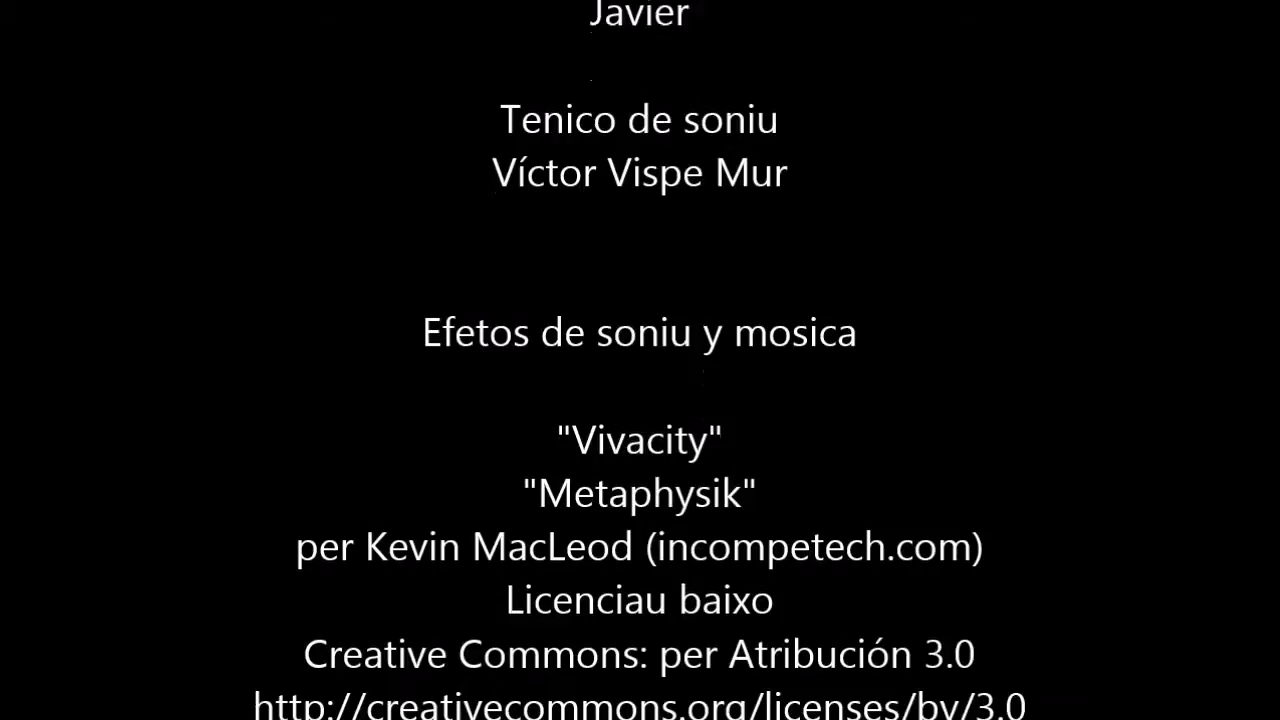 Javier
Tenico de soniu
Víctor Vispe Mur
Efetos de soniu y mosica
"Vivacity"
"Metaphysik"
per Kevin MacLeod (incompetech.com)
Licenciau baixo
Creative Commons: per Atribución 3.0
http://creativecommons.org/licenses/by/3.0